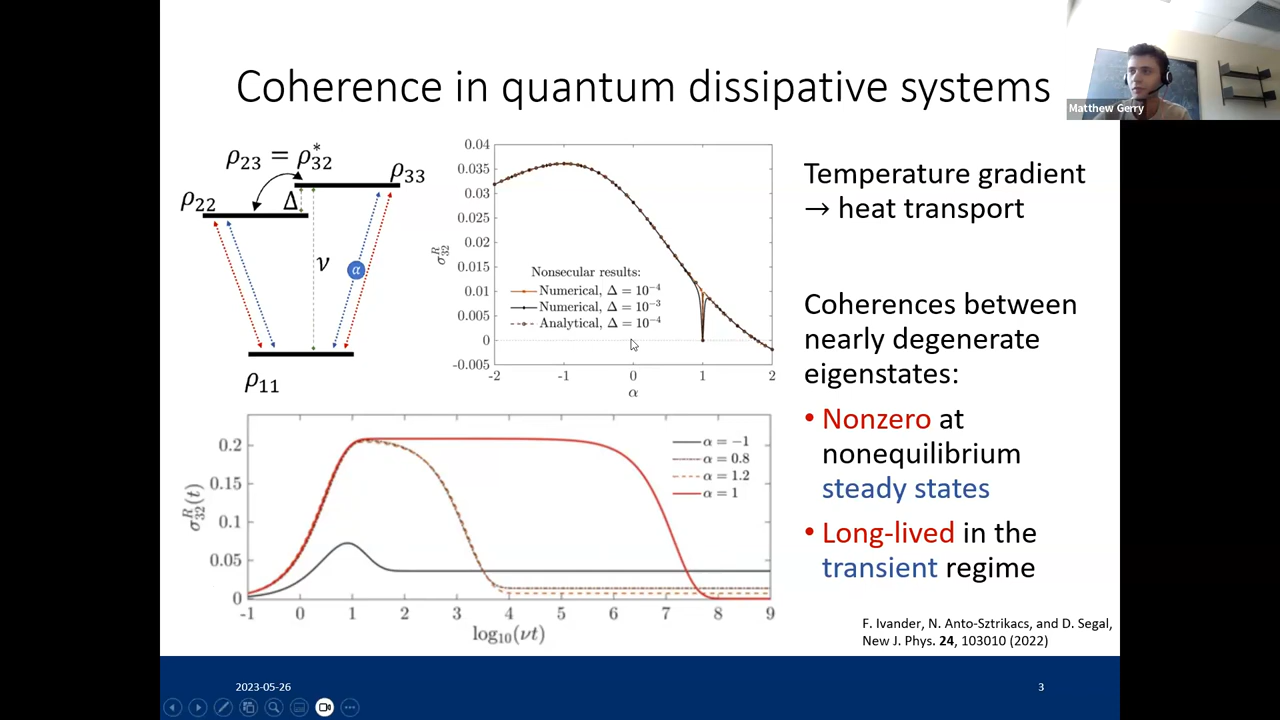 Coherence in quantum dissipative systems
Matthew Gerry
ρ₂₃ = ρ₃₂*
ρ₃₃
ρ₂₂
Δ
ν
α
ρ₁₁
0.04
0.035
0.03
0.025
0.02
0.015
0.01
0.005
0
-0.005
σ₃₂ᴿ
Nonsecular results:
Numerical, Δ = 10⁻⁴
Numerical, Δ = 10⁻³
Analytical, Δ = 10⁻⁴
-2 -1 0 1 2
α
0.2
0.15
0.1
0.05
0
σ₃₂ᴿ(t)
α = −1
α = 0.8
α = 1.2
α = 1
-1 0 1 2 3 4 5 6 7 8 9
log₁₀(νt)
Temperature gradient
→ heat transport
Coherences between
nearly degenerate
eigenstates:
• Nonzero at
nonequilibrium
steady states
• Long-lived in the
transient regime
F. Ivander, N. Anto-Sztrikacs, and D. Segal,
New J. Phys. 24, 103010 (2022)
2023-05-26
3